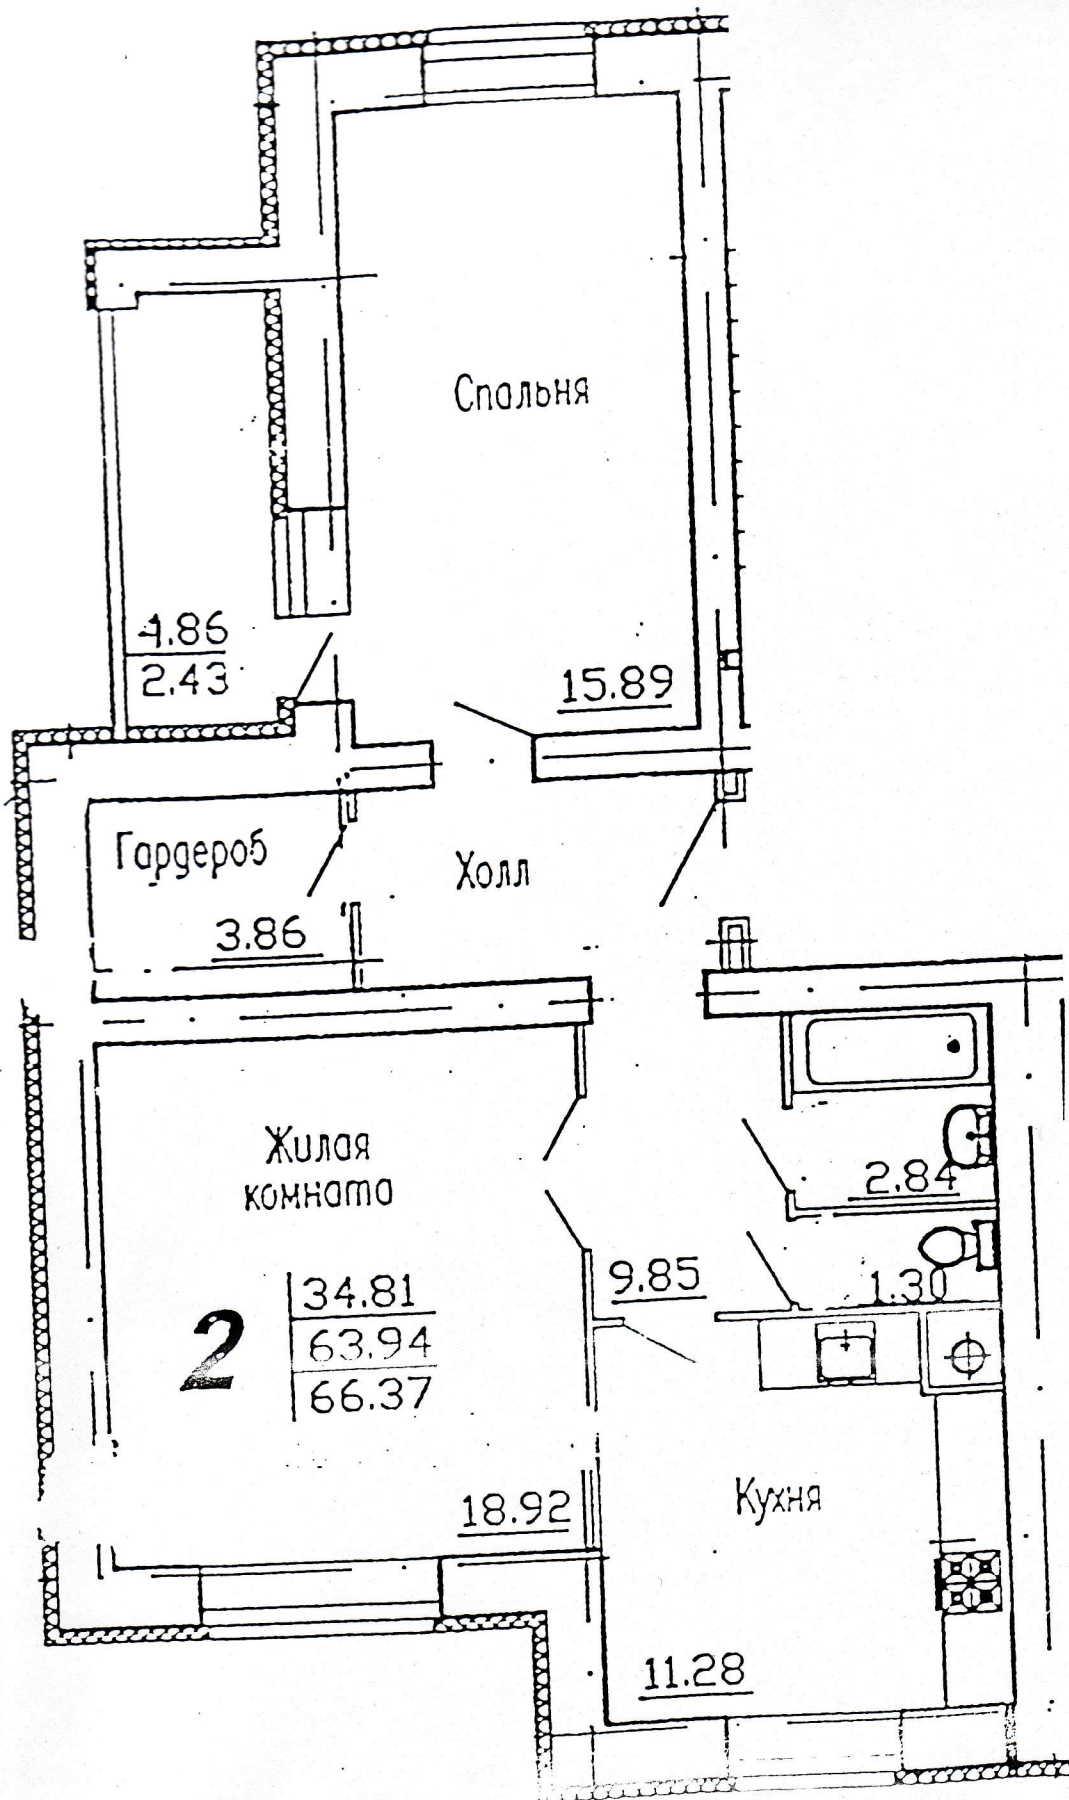 Спальня
4.86
2.43
15.89
Гардероб
Холл
3.86
Жилая
комната
2.84
9.85
1.30
2
34.81
63.94
66.37
18.92
Кухня
11.28